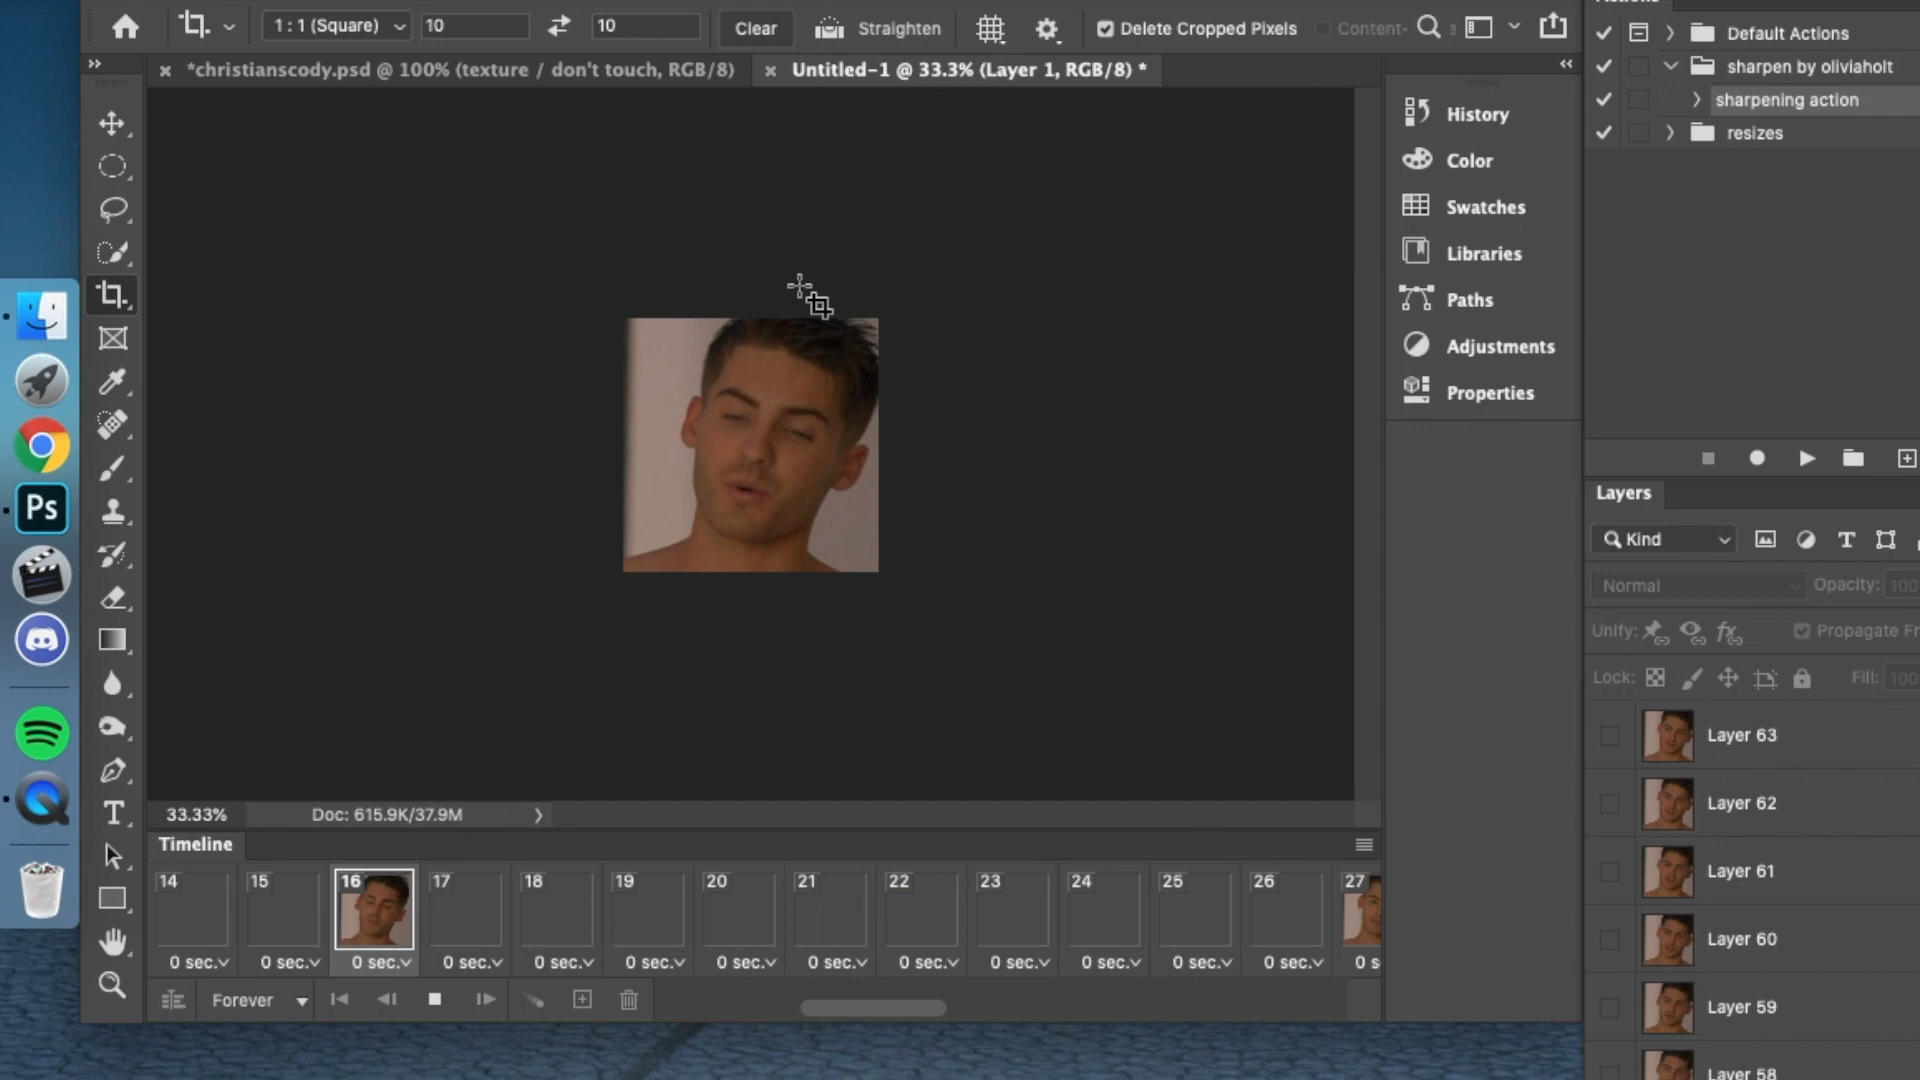 1 : 1 (Square) 10 10 Clear Straighten Delete Cropped Pixels Content-
*christianscody.psd @ 100% (texture / don't touch, RGB/8) Untitled-1 @ 33.3% (Layer 1, RGB/8) *
Default Actions
sharpen by oliviaholt
sharpening action
resizes
History
Color
Swatches
Libraries
Paths
Adjustments
Properties
Ps
T
Layers
Kind
T
Normal Opacity: 100
Unify: fx Propagate Fr
Lock: Fill: 100
Layer 63
Layer 62
Layer 61
Layer 60
Layer 59
Layer 58
33.33% Doc: 615.9K/37.9M
Timeline
14 15 16 17 18 19 20 21 22 23 24 25 26 27
0 sec. 0 sec. 0 sec. 0 sec. 0 sec. 0 sec. 0 sec. 0 sec. 0 sec. 0 sec. 0 sec. 0 sec. 0 sec. 0 s
Forever